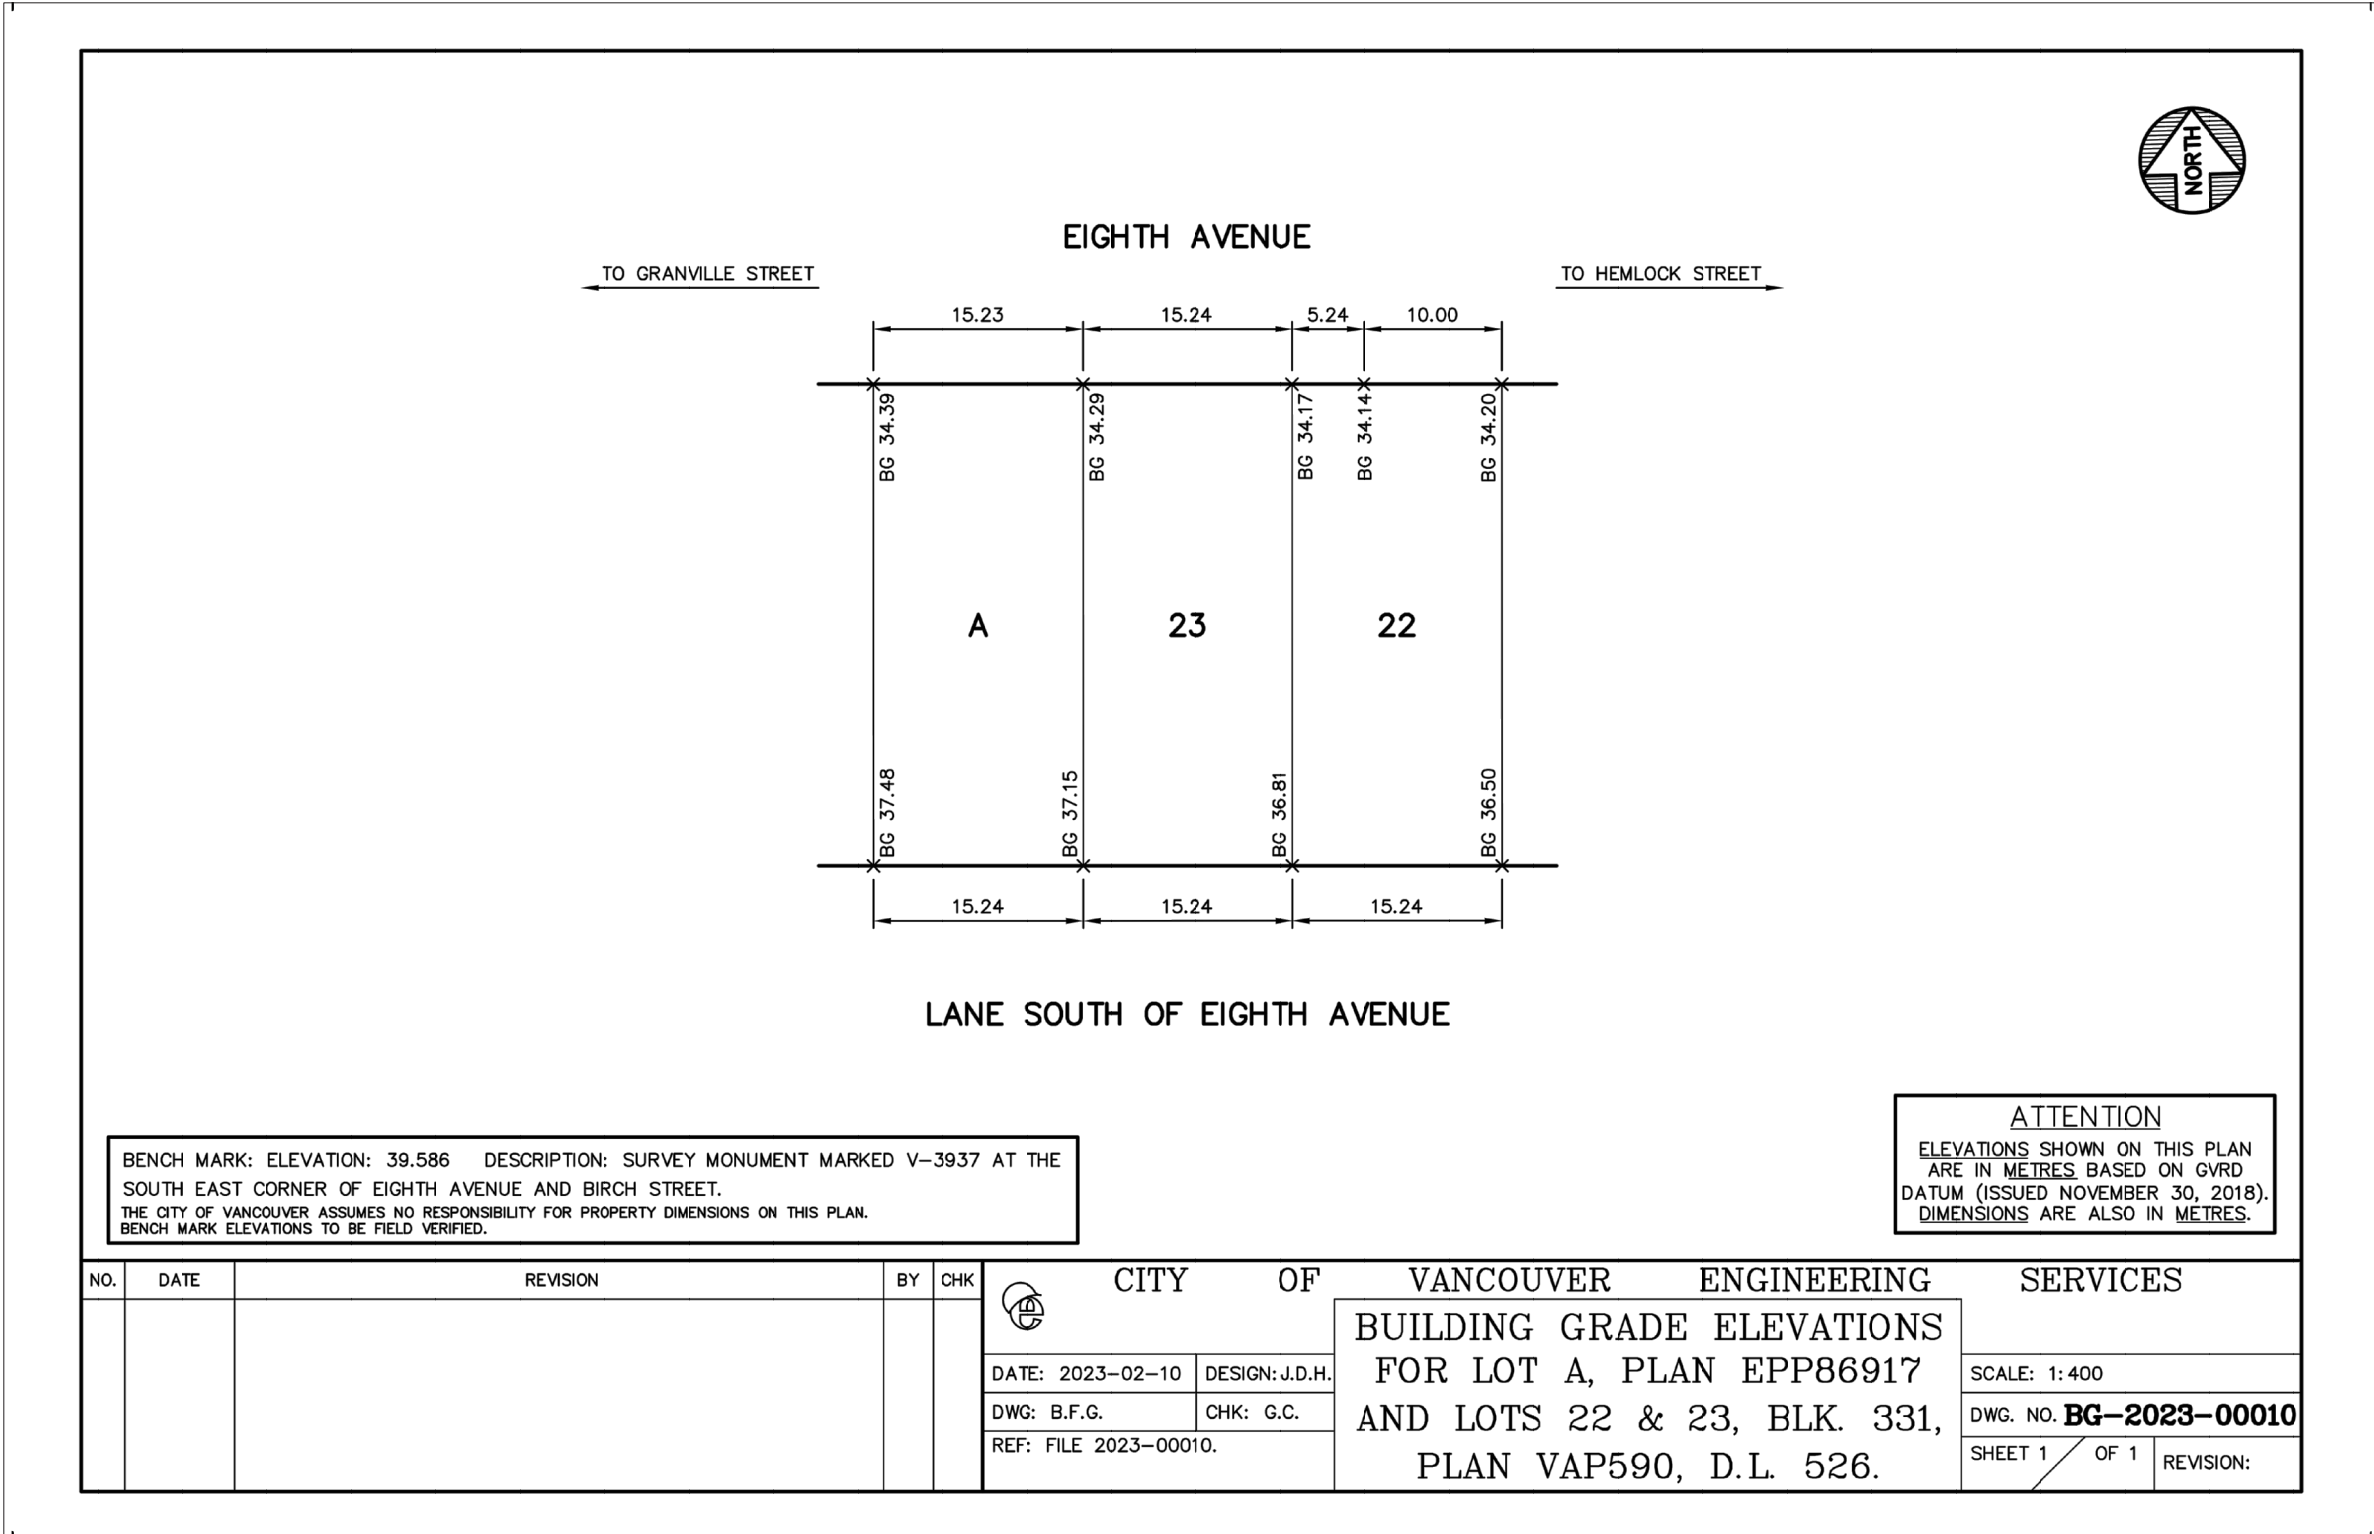 NORTH
EIGHTH AVENUE
TO GRANVILLE STREET
TO HEMLOCK STREET
15.23
15.24
5.24
10.00
BG 34.39
BG 34.29
BG 34.17
BG 34.14
BG 34.20
A
23
22
BG 37.48
BG 37.15
BG 36.81
BG 36.50
15.24
15.24
15.24
LANE SOUTH OF EIGHTH AVENUE
ATTENTION
ELEVATIONS SHOWN ON THIS PLAN
ARE IN METRES BASED ON GVRD
DATUM (ISSUED NOVEMBER 30, 2018).
DIMENSIONS ARE ALSO IN METRES.
BENCH MARK: ELEVATION: 39.586 DESCRIPTION: SURVEY MONUMENT MARKED V-3937 AT THE
SOUTH EAST CORNER OF EIGHTH AVENUE AND BIRCH STREET.
THE CITY OF VANCOUVER ASSUMES NO RESPONSIBILITY FOR PROPERTY DIMENSIONS ON THIS PLAN.
BENCH MARK ELEVATIONS TO BE FIELD VERIFIED.
NO. DATE REVISION BY CHK
CITY OF VANCOUVER ENGINEERING SERVICES
DATE: 2023-02-10 DESIGN: J.D.H.
DWG: B.F.G. CHK: G.C.
REF: FILE 2023-00010.
BUILDING GRADE ELEVATIONS
FOR LOT A, PLAN EPP86917
AND LOTS 22 & 23, BLK. 331,
PLAN VAP590, D.L. 526.
SCALE: 1:400
DWG. NO. BG-2023-00010
SHEET 1 / OF 1 REVISION: